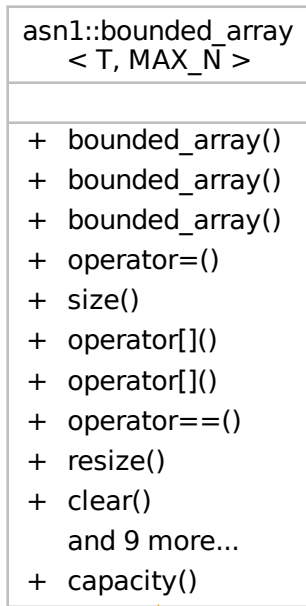 asn1::bounded_array
< T, MAX_N >
+ bounded_array()
+ bounded_array()
+ bounded_array()
+ operator=()
+ size()
+ operator[]()
+ operator[]()
+ operator==()
+ resize()
+ clear()
and 9 more...
+ capacity()